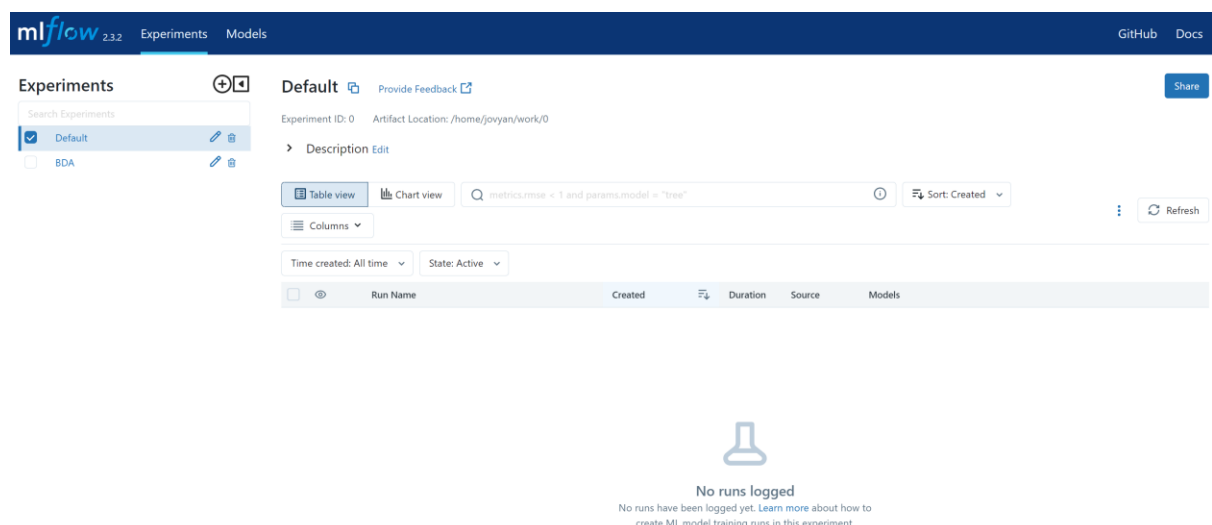 mlflow 2.3.2 Experiments Models GitHub Docs
Experiments
Search Experiments
Default
BDA
Default Provide Feedback Share
Experiment ID: 0 Artifact Location: /home/jovyan/work/0
Description Edit
Table view Chart view metrics.rmse < 1 and params.model = "tree" Sort: Created
Refresh
Columns
Time created: All time State: Active
Run Name Created Duration Source Models
No runs logged
No runs have been logged yet. Learn more about how to
create ML model training runs in this experiment.